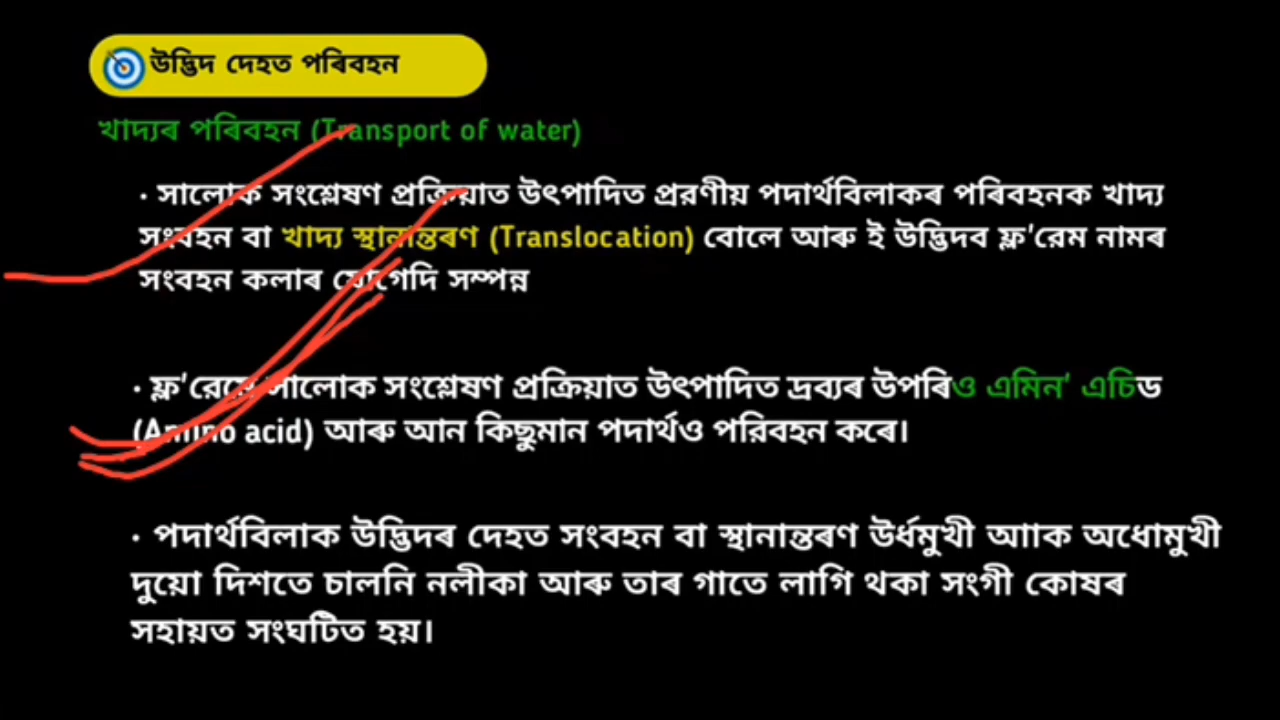 উদ্ভিদ দেহত পৰিবহন
খাদ্যৰ পৰিবহন (Transport of water)
· সালোক সংশ্লেষণ প্ৰক্ৰিয়াত উৎপাদিত প্ৰৰণীয় পদাৰ্থবিলাকৰ পৰিবহনক খাদ্য
সংবহন বা খাদ্য স্থানান্তৰণ (Translocation) বোলে আৰু ই উদ্ভিদব ফ্ল'রেম নামৰ
সংবহন কলাৰ যোগেদি সম্পন্ন
· ফ্ল'রেমে সালোক সংশ্লেষণ প্ৰক্ৰিয়াত উৎপাদিত দ্ৰব্যৰ উপৰিও এমিন' এচিড
(Amino acid) আৰু আন কিছুমান পদাৰ্থও পরিবহন কৰে।
· পদাৰ্থবিলাক উদ্ভিদৰ দেহত সংবহন বা স্থানান্তৰণ উৰ্ধমুখী আাক অধোমুখী
দুয়ো দিশতে চালনি নলীকা আৰু তাৰ গাতে লাগি থকা সংগী কোষৰ
সহায়ত সংঘটিত হয়।